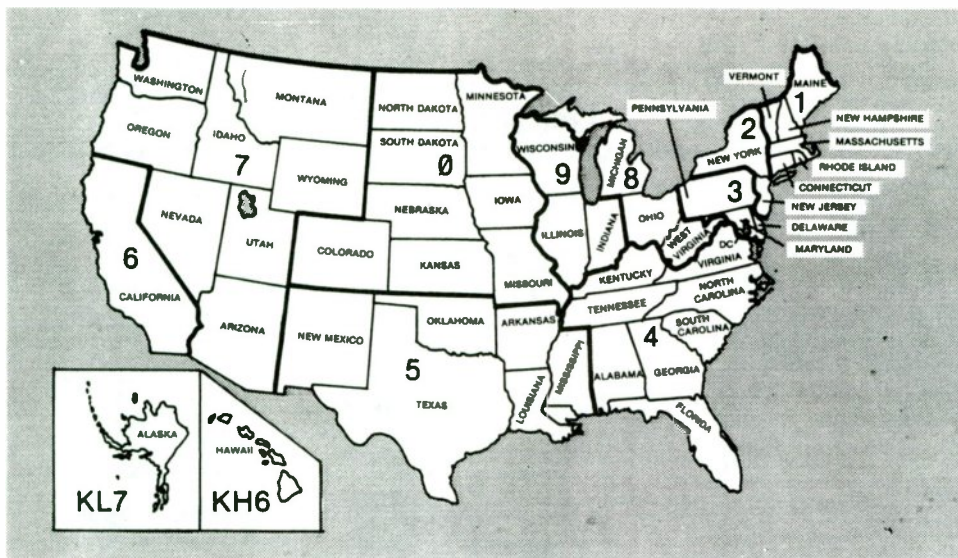 WASHINGTON
OREGON
IDAHO
7
MONTANA
WYOMING
NEVADA
UTAH
ARIZONA
6
CALIFORNIA
NORTH DAKOTA
SOUTH DAKOTA
0
MINNESOTA
NEBRASKA
IOWA
COLORADO
KANSAS
MISSOURI
NEW MEXICO
OKLAHOMA
ARKANSAS
5
TEXAS
LOUISIANA
MISSISSIPPI
WISCONSIN
9
ILLINOIS
INDIANA
MICHIGAN
8
OHIO
WEST
VIRGINIA
KENTUCKY
TENNESSEE
VIRGINIA
NORTH
CAROLINA
SOUTH
CAROLINA
4
GEORGIA
ALABAMA
FLORIDA
PENNSYLVANIA
3
DC
2
NEW YORK
VERMONT
MAINE
1
NEW HAMPSHIRE
MASSACHUSETTS
RHODE ISLAND
CONNECTICUT
NEW JERSEY
DELAWARE
MARYLAND
ALASKA
KL7
HAWAII
KH6